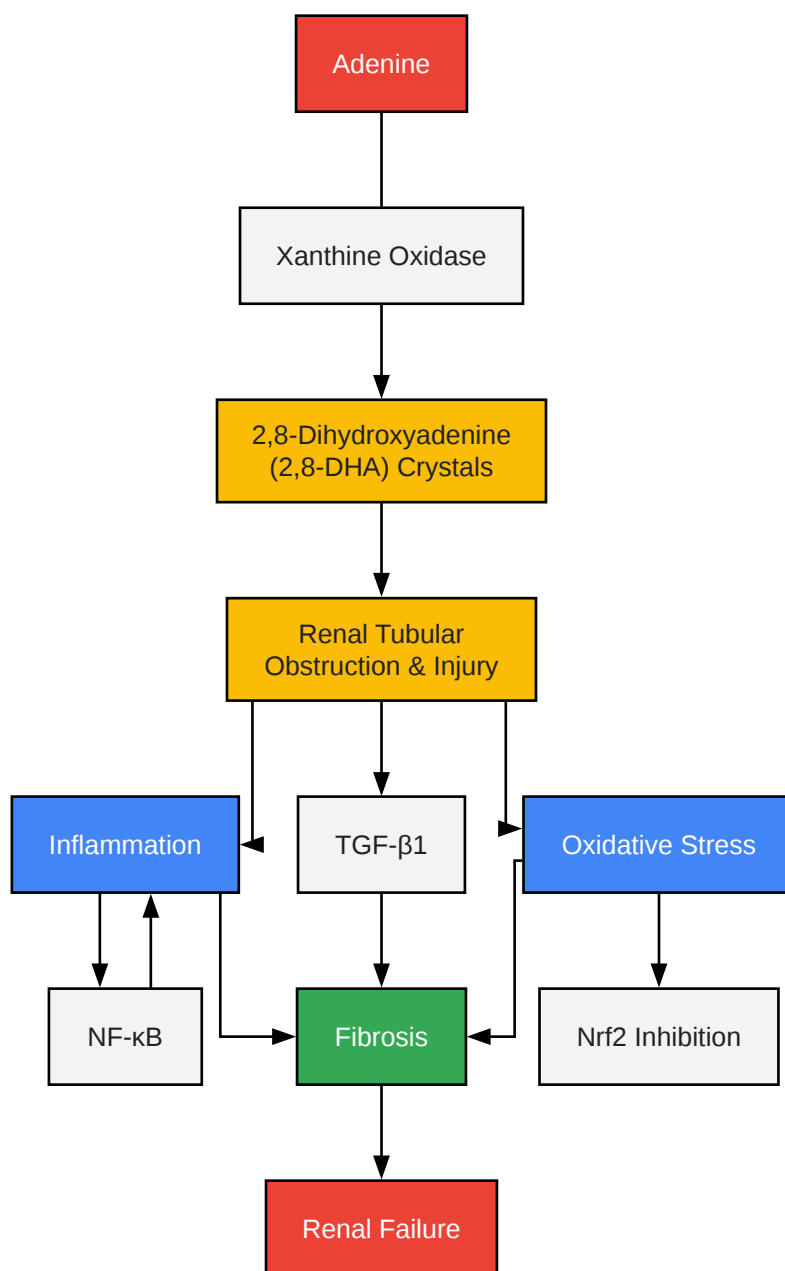 Adenine
Xanthine Oxidase
2,8-Dihydroxyadenine
(2,8-DHA) Crystals
Renal Tubular
Obstruction & Injury
Inflammation
TGF-β1
Oxidative Stress
NF-κB
Fibrosis
Nrf2 Inhibition
Renal Failure